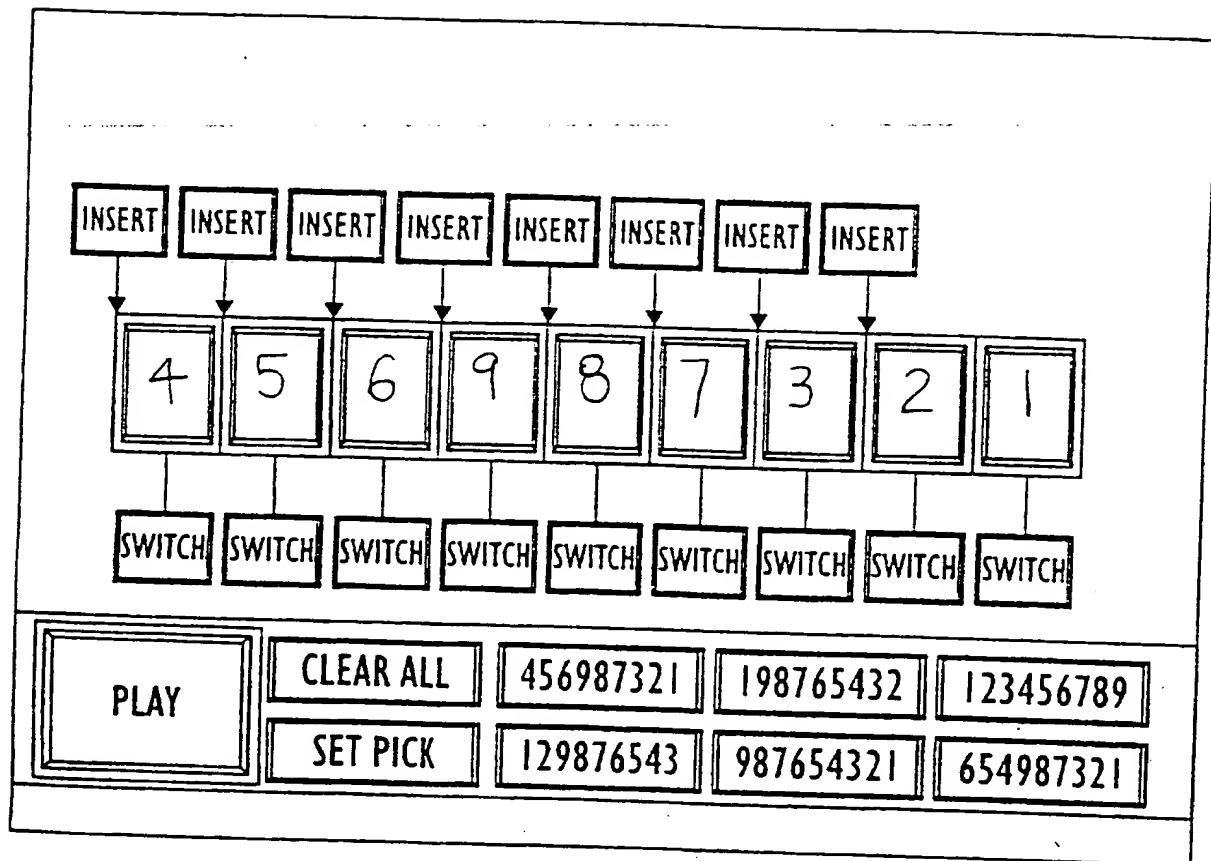 INSERT INSERT INSERT INSERT INSERT INSERT INSERT INSERT
4 5 6 9 8 7 3 2 1
SWITCH SWITCH SWITCH SWITCH SWITCH SWITCH SWITCH SWITCH SWITCH
PLAY
CLEAR ALL 456987321 198765432 123456789
SET PICK 129876543 987654321 654987321